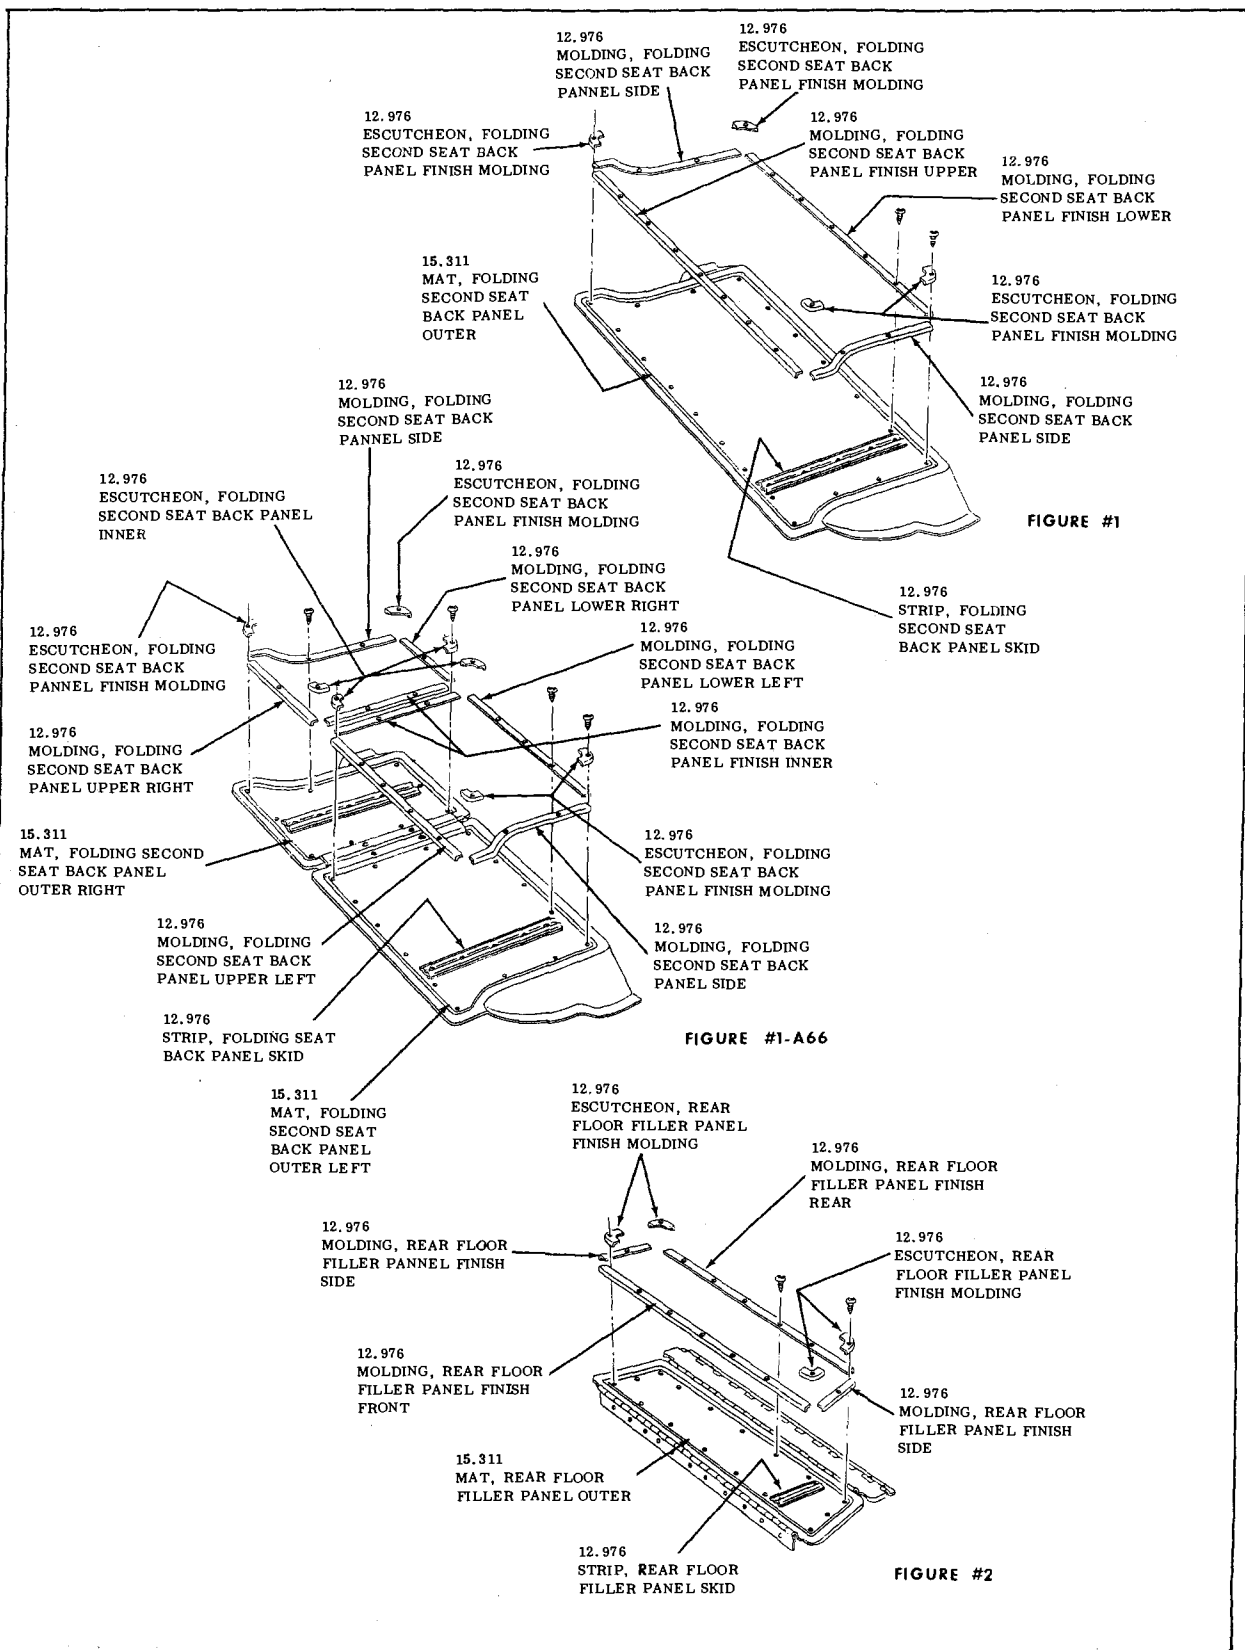 12.976
MOLDING, FOLDING
SECOND SEAT BACK
PANNEL SIDE
12.976
ESCUTCHEON, FOLDING
SECOND SEAT BACK
PANEL FINISH MOLDING
12.976
ESCUTCHEON, FOLDING
SECOND SEAT BACK
PANEL FINISH MOLDING
12.976
MOLDING, FOLDING
SECOND SEAT BACK
PANEL FINISH UPPER
12.976
MOLDING, FOLDING
SECOND SEAT BACK
PANEL FINISH LOWER
15.311
MAT, FOLDING
SECOND SEAT
BACK PANEL
OUTER
12.976
ESCUTCHEON, FOLDING
SECOND SEAT BACK
PANEL FINISH MOLDING
12.976
MOLDING, FOLDING
SECOND SEAT BACK
PANEL SIDE
FIGURE #1
12.976
STRIP, FOLDING
SECOND SEAT
BACK PANEL SKID
12.976
MOLDING, FOLDING
SECOND SEAT BACK
PANNEL SIDE
12.976
ESCUTCHEON, FOLDING
SECOND SEAT BACK PANEL
INNER
12.976
ESCUTCHEON, FOLDING
SECOND SEAT BACK
PANEL FINISH MOLDING
12.976
MOLDING, FOLDING
SECOND SEAT BACK
PANEL LOWER RIGHT
12.976
ESCUTCHEON, FOLDING
SECOND SEAT BACK
PANNEL FINISH MOLDING
12.976
MOLDING, FOLDING
SECOND SEAT BACK
PANEL LOWER LEFT
12.976
MOLDING, FOLDING
SECOND SEAT BACK
PANEL UPPER RIGHT
12.976
MOLDING, FOLDING
SECOND SEAT BACK
PANEL FINISH INNER
15.311
MAT, FOLDING SECOND
SEAT BACK PANEL
OUTER RIGHT
12.976
ESCUTCHEON, FOLDING
SECOND SEAT BACK
PANEL FINISH MOLDING
12.976
MOLDING, FOLDING
SECOND SEAT BACK
PANEL UPPER LEFT
12.976
MOLDING, FOLDING
SECOND SEAT BACK
PANEL SIDE
12.976
STRIP, FOLDING SEAT
BACK PANEL SKID
FIGURE #1-A66
15.311
MAT, FOLDING
SECOND SEAT
BACK PANEL
OUTER LEFT
12.976
ESCUTCHEON, REAR
FLOOR FILLER PANEL
FINISH MOLDING
12.976
MOLDING, REAR FLOOR
FILLER PANEL FINISH
REAR
12.976
MOLDING, REAR FLOOR
FILLER PANNEL FINISH
SIDE
12.976
ESCUTCHEON, REAR
FLOOR FILLER PANEL
FINISH MOLDING
12.976
MOLDING, REAR FLOOR
FILLER PANEL FINISH
FRONT
12.976
MOLDING, REAR FLOOR
FILLER PANEL FINISH
SIDE
15.311
MAT, REAR FLOOR
FILLER PANEL OUTER
12.976
STRIP, REAR FLOOR
FILLER PANEL SKID
FIGURE #2